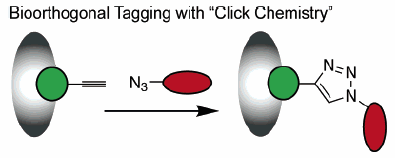 Bioorthogonal Tagging with “Click Chemistry”
N3
N=N
N